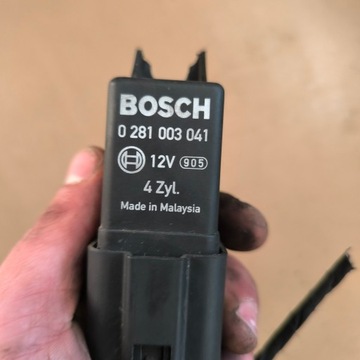 BOSCH
0 281 003 041
12V 905
4 Zyl.
Made in Malaysia